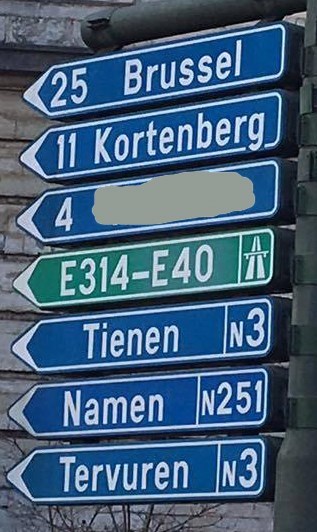 25 Brussel
11 Kortenberg
4
E314-E40
Tienen N3
Namen N251
Tervuren N3